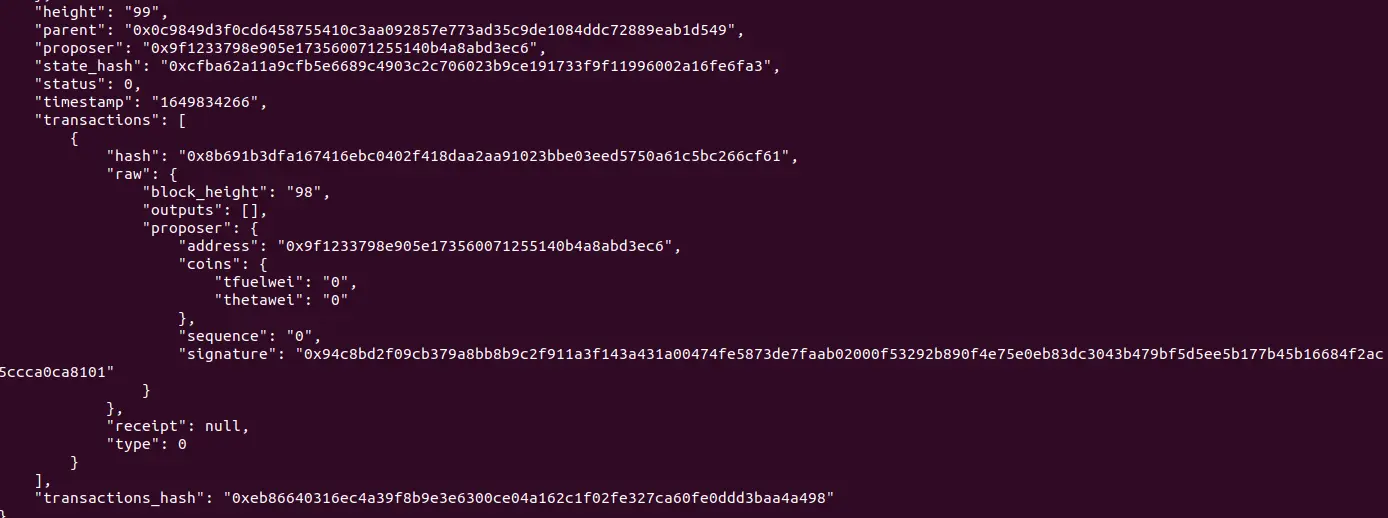 },
    "height": "99",
    "parent": "0x0c9849d3f0cd6458755410c3aa092857e773ad35c9de1084ddc72889eab1d549",
    "proposer": "0x9f1233798e905e173560071255140b4a8abd3ec6",
    "state_hash": "0xcfba62a11a9cfb5e6689c4903c2c706023b9ce191733f9f11996002a16fe6fa3",
    "status": 0,
    "timestamp": "1649834266",
    "transactions": [
        {
            "hash": "0x8b691b3dfa167416ebc0402f418daa2aa91023bbe03eed5750a61c5bc266cf61",
            "raw": {
                "block_height": "98",
                "outputs": [],
                "proposer": {
                    "address": "0x9f1233798e905e173560071255140b4a8abd3ec6",
                    "coins": {
                        "tfuelwei": "0",
                        "thetawei": "0"
                    },
                    "sequence": "0",
                    "signature": "0x94c8bd2f09cb379a8bb8b9c2f911a3f143a431a00474fe5873de7faab02000f53292b890f4e75e0eb83dc3043b479bf5d5ee5b177b45b16684f2ac
5ccca0ca8101"
                }
            },
            "receipt": null,
            "type": 0
        }
    ],
    "transactions_hash": "0xeb86640316ec4a39f8b9e3e6300ce04a162c1f02fe327ca60fe0ddd3baa4a498"
}